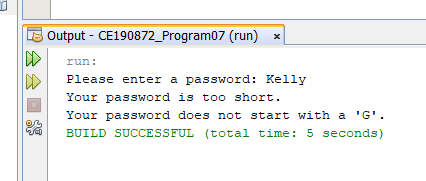 Output - CE190872_Program07 (run)
run:
Please enter a password: Kelly
Your password is too short.
Your password does not start with a 'G'.
BUILD SUCCESSFUL (total time: 5 seconds)